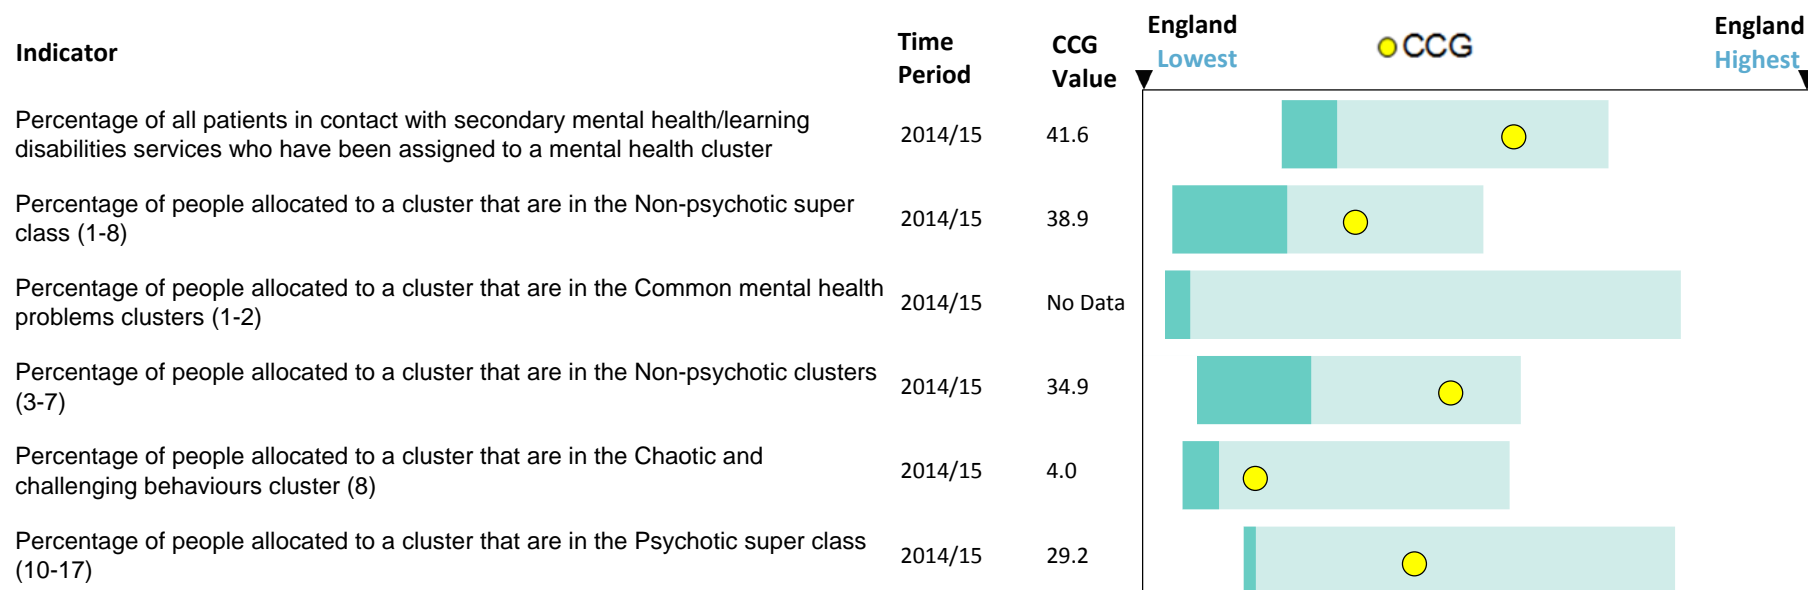 Indicator
Time Period
CCG Value
England Lowest
CCG
England Highest
Percentage of all patients in contact with secondary mental health/learning
disabilities services who have been assigned to a mental health cluster
2014/15
41.6
Percentage of people allocated to a cluster that are in the Non-psychotic super
class (1-8)
2014/15
38.9
Percentage of people allocated to a cluster that are in the Common mental health
problems clusters (1-2)
2014/15
No Data
Percentage of people allocated to a cluster that are in the Non-psychotic clusters
(3-7)
2014/15
34.9
Percentage of people allocated to a cluster that are in the Chaotic and
challenging behaviours cluster (8)
2014/15
4.0
Percentage of people allocated to a cluster that are in the Psychotic super class
(10-17)
2014/15
29.2